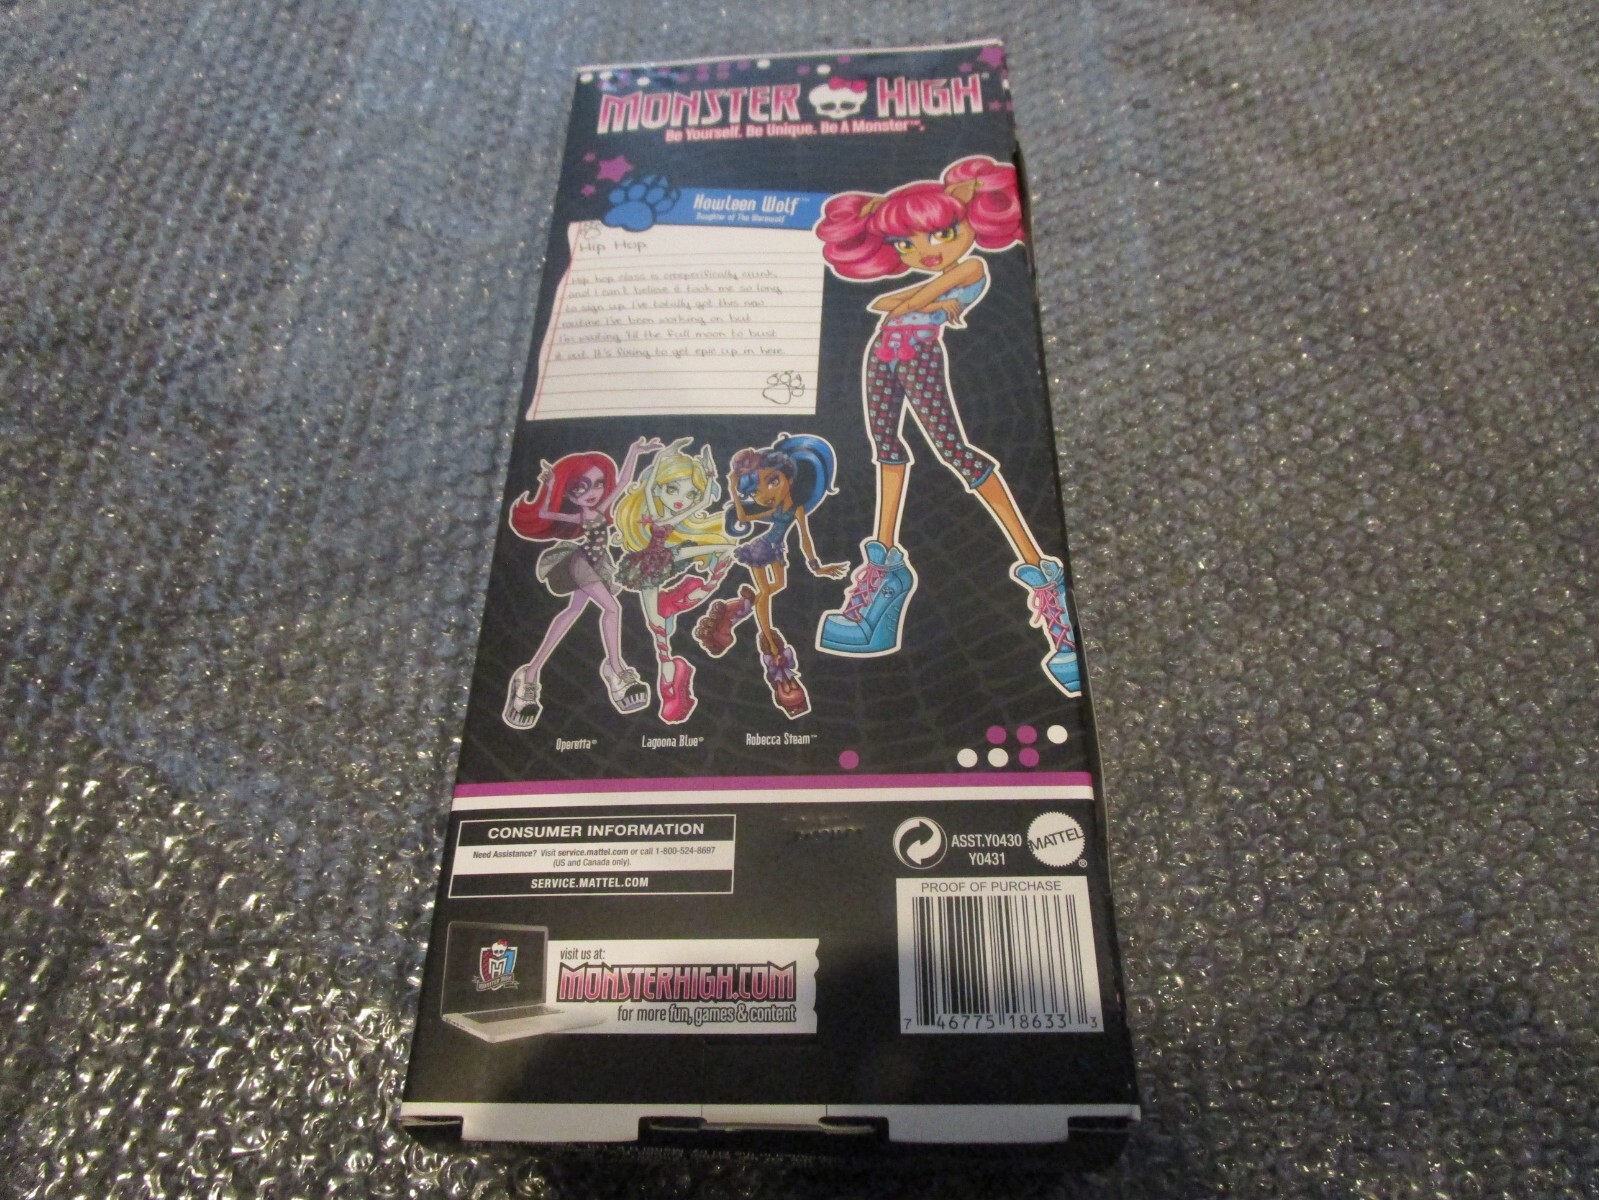 MONSTER HIGH®
Be Yourself. Be Unique. Be A Monster™.
Howleen Wolf™
Daughter of The Werewolf
Hip Hop
Hip hop class is creeperifically crunk,
and I can't believe it took me so long
to sign up. I've totally got this new
routine I've been working on but
I'm waiting 'til the full moon to bust
it out. It's fixing to get epic up in here.
Operetta®
Lagoona Blue®
Robecca Steam™
CONSUMER INFORMATION
Need Assistance? Visit service.mattel.com or call 1-800-524-8697
(US and Canada only).
SERVICE.MATTEL.COM
ASST.Y0430
Y0431
MATTEL®
PROOF OF PURCHASE
7 46775 18633 3
visit us at:
MONSTERHIGH.COM
for more fun, games & content